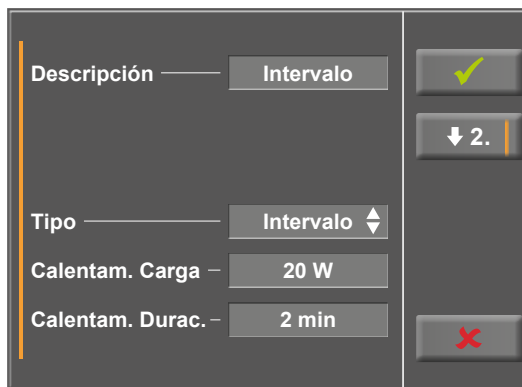 Descripción Intervalo
2.
Tipo Intervalo
Calentam. Carga 20 W
Calentam. Durac. 2 min